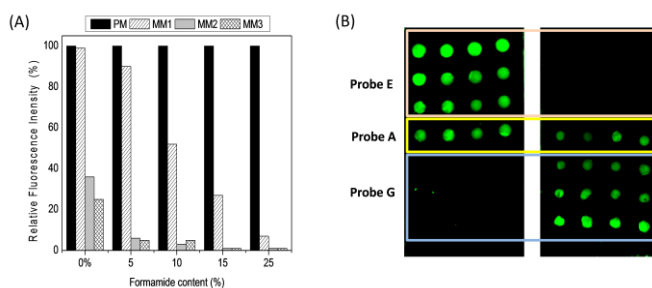 (A)
PM MM1 MM2 MM3
Relative Fluorescence Inensity (%)
100
80
60
40
20
0
0% 5 10 15 25
Formamide content (%)
(B)
Probe E
Probe A
Probe G